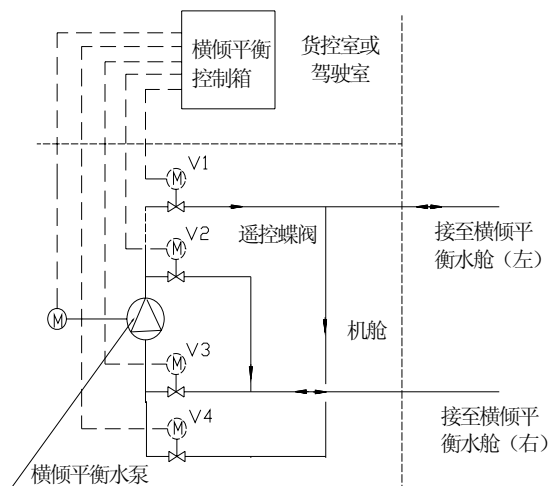 横倾平衡
控制箱
货控室或
驾驶室
M
V1
M
V2
遥控蝶阀
接至横倾平
衡水舱（左）
M
机舱
M
V3
M
V4
接至横倾平
衡水舱（右）
横倾平衡水泵